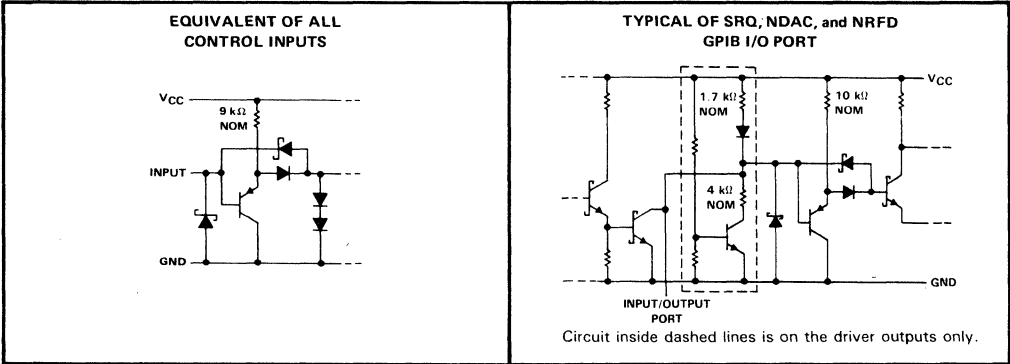 EQUIVALENT OF ALL
CONTROL INPUTS
VCC
9 kΩ
NOM
INPUT
GND
TYPICAL OF SRQ, NDAC, and NRFD
GPIB I/O PORT
VCC
1.7 kΩ
NOM
10 kΩ
NOM
4 kΩ
NOM
GND
INPUT/OUTPUT
PORT
Circuit inside dashed lines is on the driver outputs only.